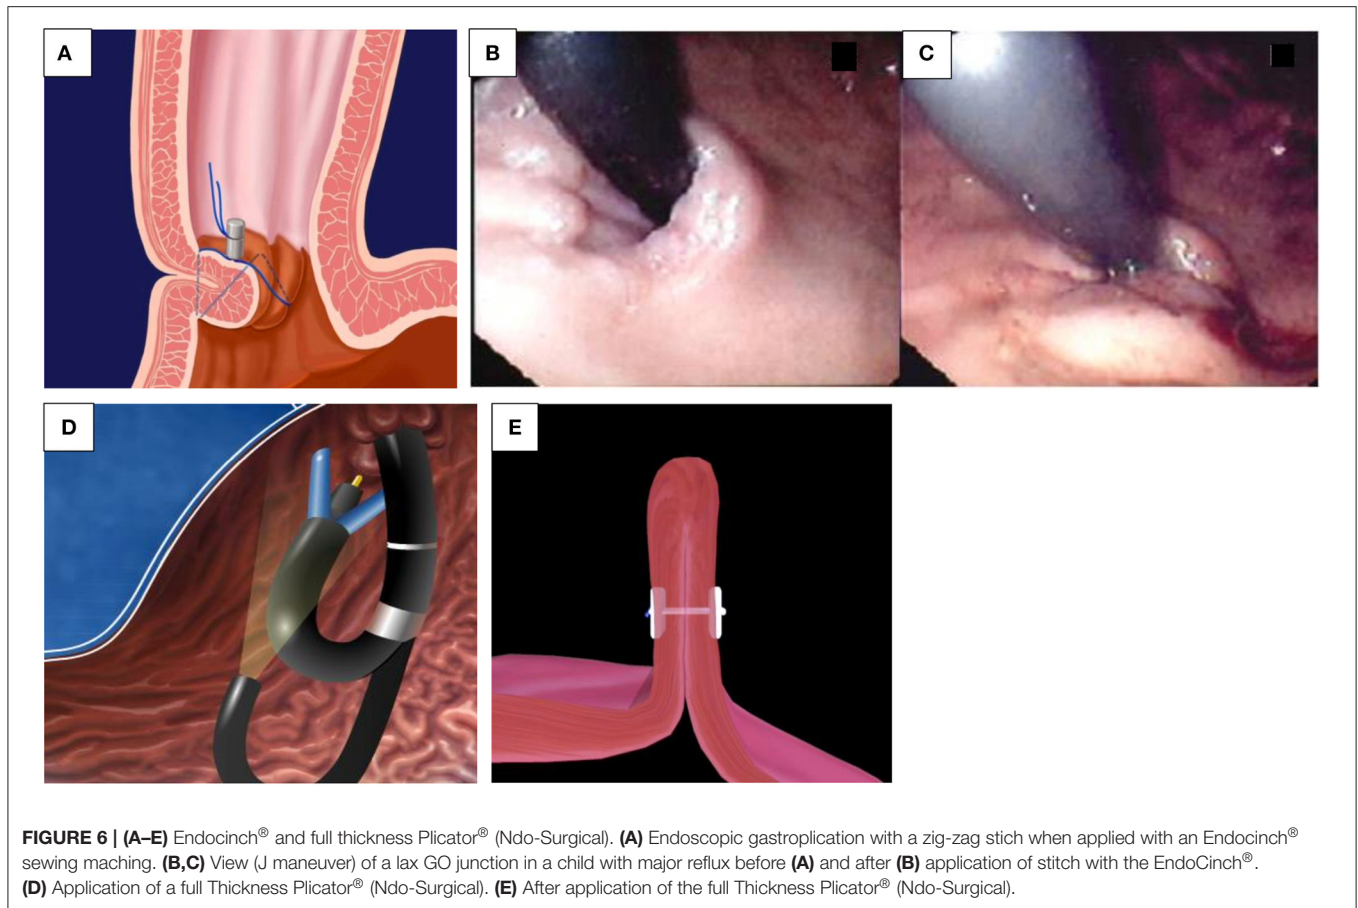 A
B
C
D
E
FIGURE 6 | (A–E) Endocinch® and full thickness Plicator® (Ndo-Surgical). (A) Endoscopic gastroplication with a zig-zag stich when applied with an Endocinch®
sewing maching. (B,C) View (J maneuver) of a lax GO junction in a child with major reflux before (A) and after (B) application of stitch with the EndoCinch®.
(D) Application of a full Thickness Plicator® (Ndo-Surgical). (E) After application of the full Thickness Plicator® (Ndo-Surgical).